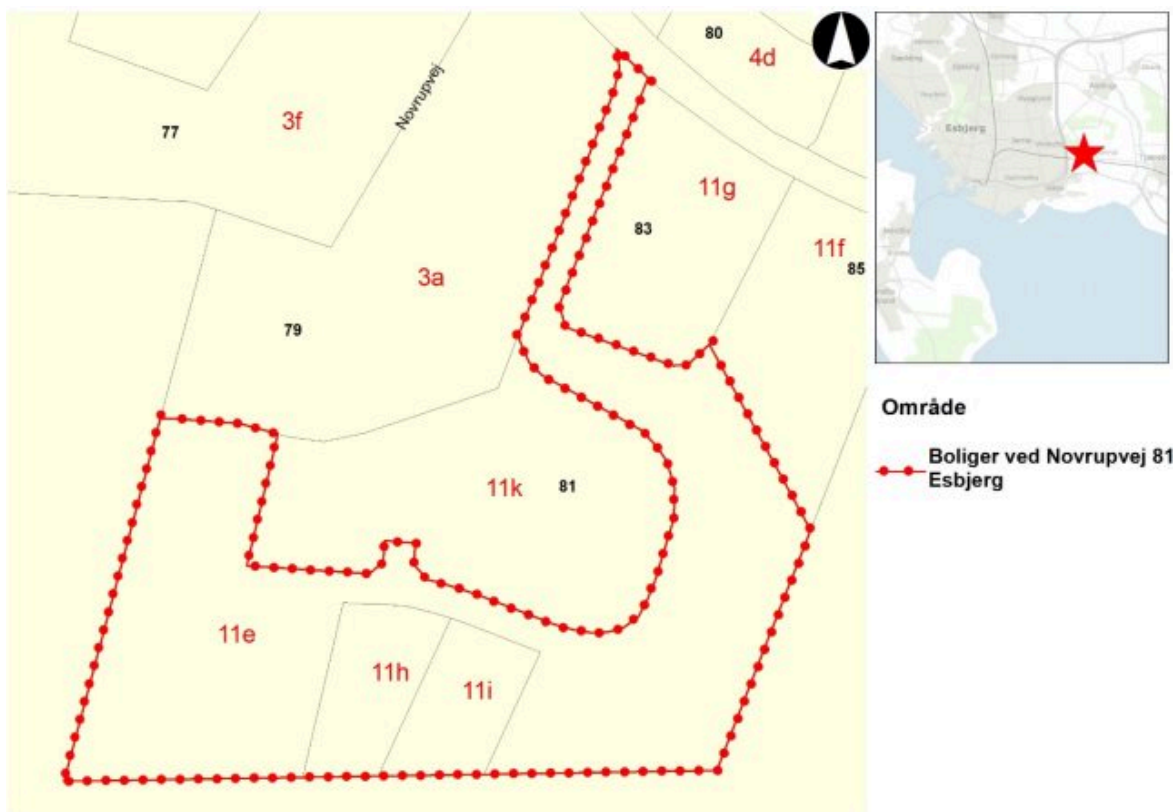 80
4d
77
3f
Novrupvej
11g
83
11f
85
3a
79
11k
81
11e
11h
11i
Esbjerg
Område
Boliger ved Novrupvej 81
Esbjerg